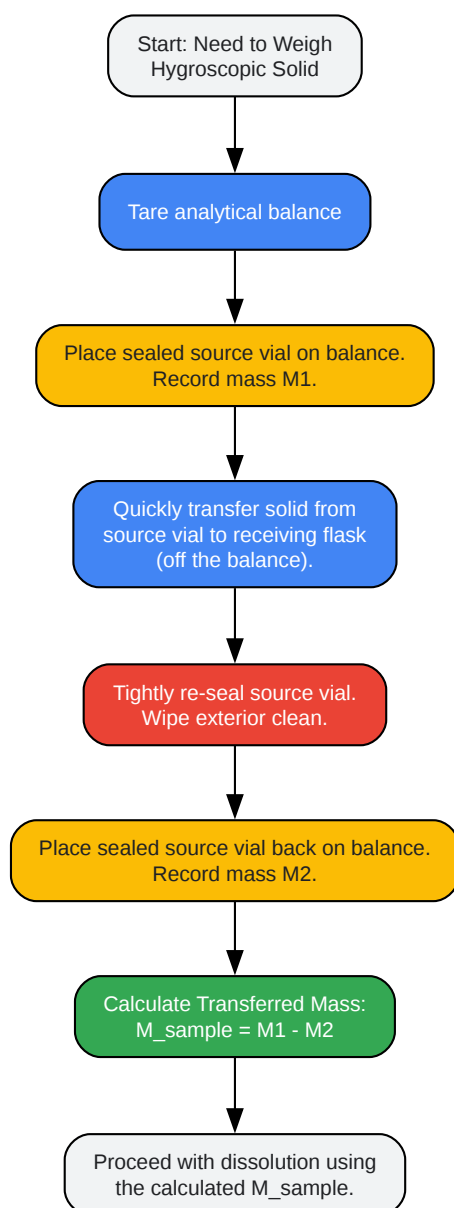 Start: Need to Weigh
Hygroscopic Solid
Tare analytical balance
Place sealed source vial on balance.
Record mass M1.
Quickly transfer solid from
source vial to receiving flask
(off the balance).
Tightly re-seal source vial.
Wipe exterior clean.
Place sealed source vial back on balance.
Record mass M2.
Calculate Transferred Mass:
M_sample = M1 - M2
Proceed with dissolution using
the calculated M_sample.